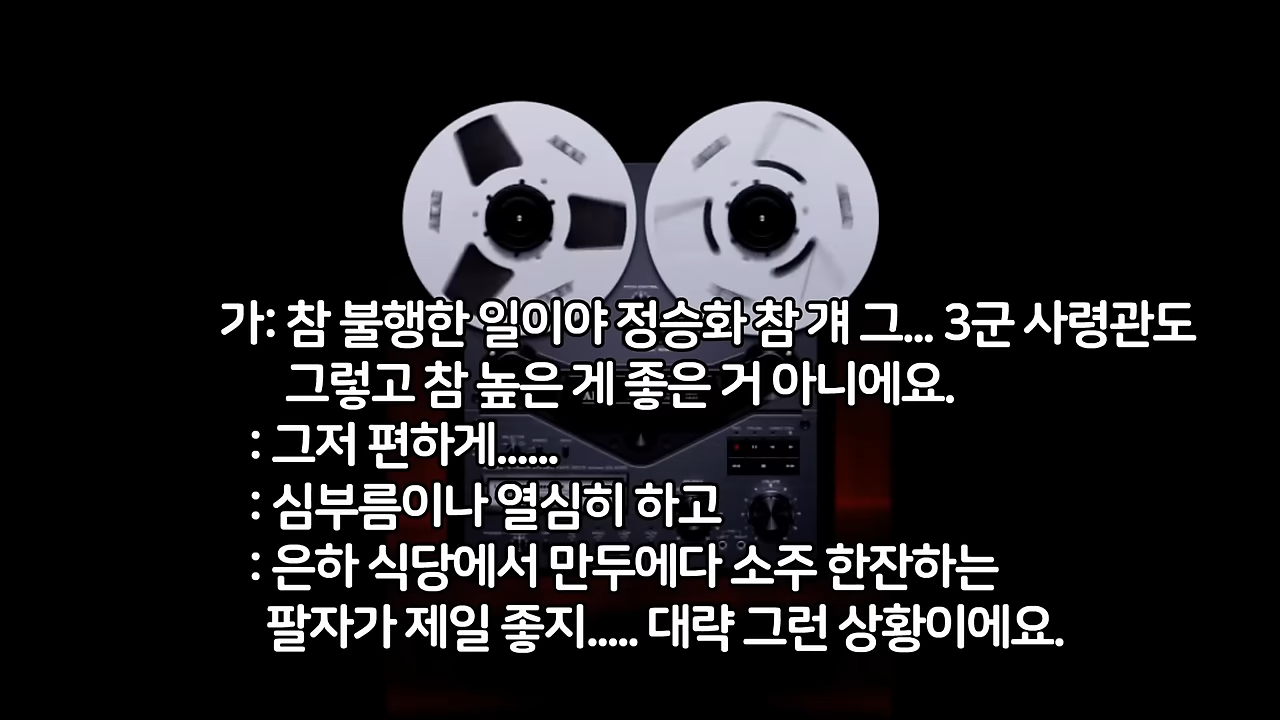 가: 참 불행한 일이야 정승화 참 걔 그... 3군 사령관도
그렇고 참 높은 게 좋은 거 아니에요.
: 그저 편하게......
: 심부름이나 열심히 하고
: 은하 식당에서 만두에다 소주 한잔하는
팔자가 제일 좋지..... 대략 그런 상황이에요.